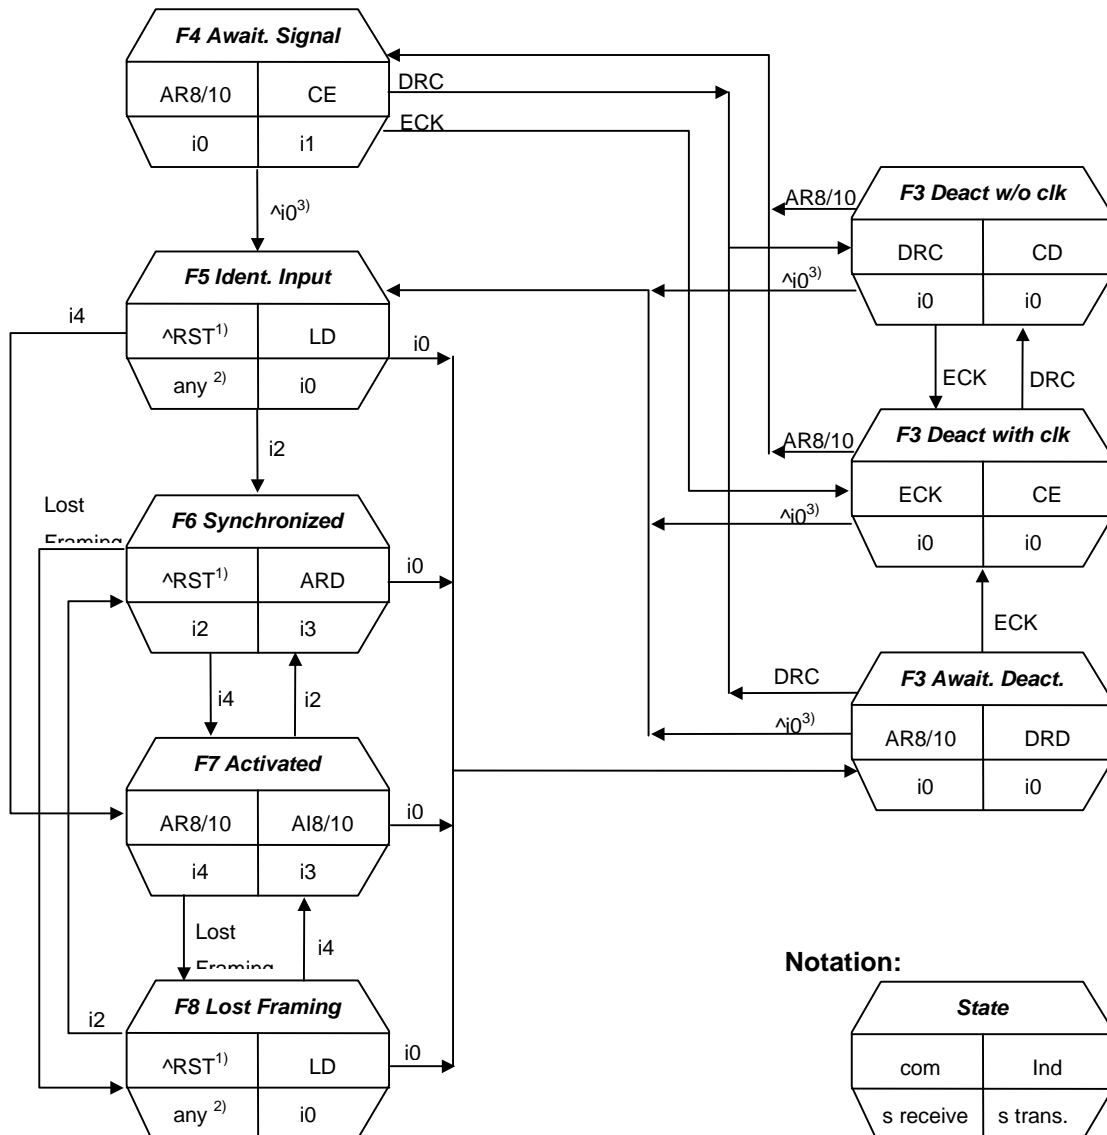 F4 Await. Signal
AR8/10 CE
i0 i1
DRC
ECK
^i0 3)
F5 Ident. Input
^RST 1) LD
any 2) i0
i4
i0
i2
Lost
Framing
F6 Synchronized
^RST 1) ARD
i2 i3
i0
i4
i2
F7 Activated
AR8/10 AI8/10
i4 i3
i0
Lost
Framing
i4
F8 Lost Framing
^RST 1) LD
any 2) i0
i2
i0
AR8/10
F3 Deact w/o clk
DRC CD
i0 i0
^i0 3)
ECK
DRC
AR8/10
F3 Deact with clk
ECK CE
i0 i0
^i0 3)
ECK
DRC
F3 Await. Deact.
AR8/10 DRD
i0 i0
^i0 3)
Notation:
State
com Ind
s receive s trans.